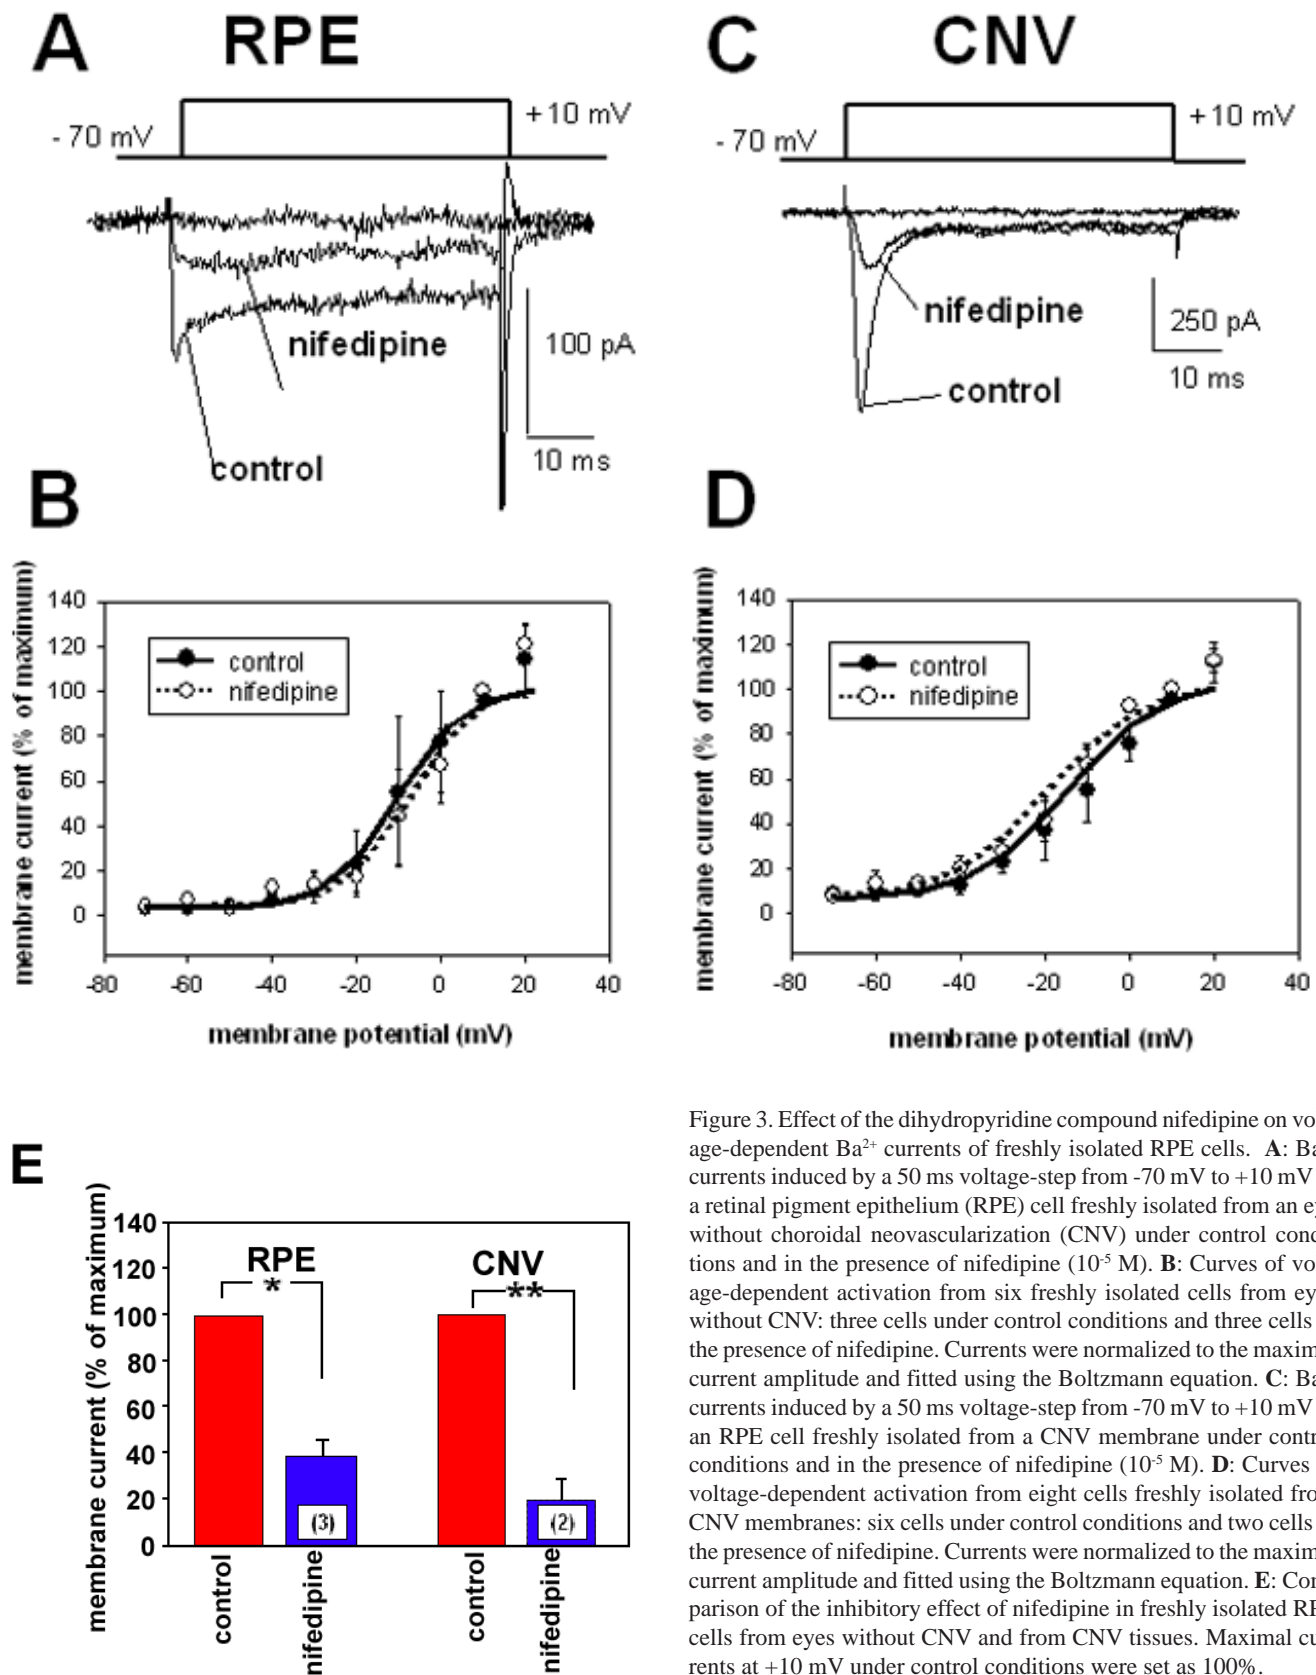 A RPE
- 70 mV
+10 mV
nifedipine
100 pA
10 ms
control
C CNV
- 70 mV
+10 mV
nifedipine
250 pA
10 ms
control
B
membrane current (% of maximum)
140
120
100
80
60
40
20
0
control
nifedipine
-80 -60 -40 -20 0 20 40
membrane potential (mV)
D
membrane current (% of maximum)
140
120
100
80
60
40
20
0
control
nifedipine
-80 -60 -40 -20 0 20 40
membrane potential (mV)
E
membrane current (% of maximum)
140
120
100
80
60
40
20
0
RPE
*
CNV
**
(3)
(2)
control
nifedipine
control
nifedipine
Figure 3. Effect of the dihydropyridine compound nifedipine on vo
age-dependent Ba2+ currents of freshly isolated RPE cells. A: Ba
currents induced by a 50 ms voltage-step from -70 mV to +10 mV
a retinal pigment epithelium (RPE) cell freshly isolated from an ey
without choroidal neovascularization (CNV) under control cond
tions and in the presence of nifedipine (10-5 M). B: Curves of vo
age-dependent activation from six freshly isolated cells from ey
without CNV: three cells under control conditions and three cells
the presence of nifedipine. Currents were normalized to the maxim
current amplitude and fitted using the Boltzmann equation. C: Ba
currents induced by a 50 ms voltage-step from -70 mV to +10 mV
an RPE cell freshly isolated from a CNV membrane under contr
conditions and in the presence of nifedipine (10-5 M). D: Curves
voltage-dependent activation from eight cells freshly isolated fro
CNV membranes: six cells under control conditions and two cells
the presence of nifedipine. Currents were normalized to the maxim
current amplitude and fitted using the Boltzmann equation. E: Con
parison of the inhibitory effect of nifedipine in freshly isolated RP
cells from eyes without CNV and from CNV tissues. Maximal cu
rents at +10 mV under control conditions were set as 100%.